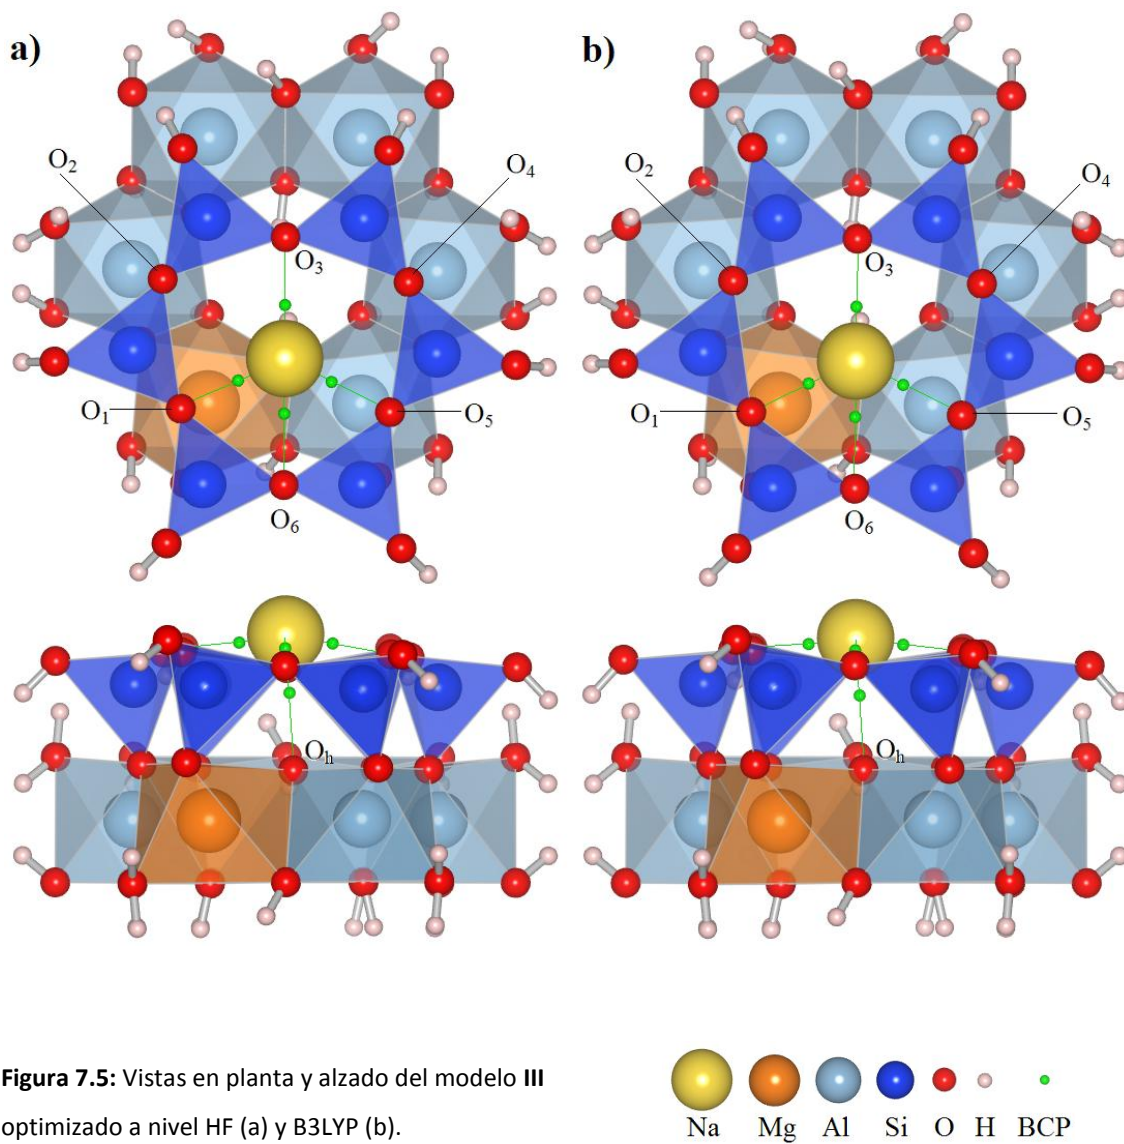 a)
b)
O₂
O₄
O₂
O₄
O₃
O₃
O₁
O₅
O₁
O₅
O₆
O₆
Oₕ
Oₕ
Figura 7.5: Vistas en planta y alzado del modelo III
optimizado a nivel HF (a) y B3LYP (b).
Na Mg Al Si O H BCP